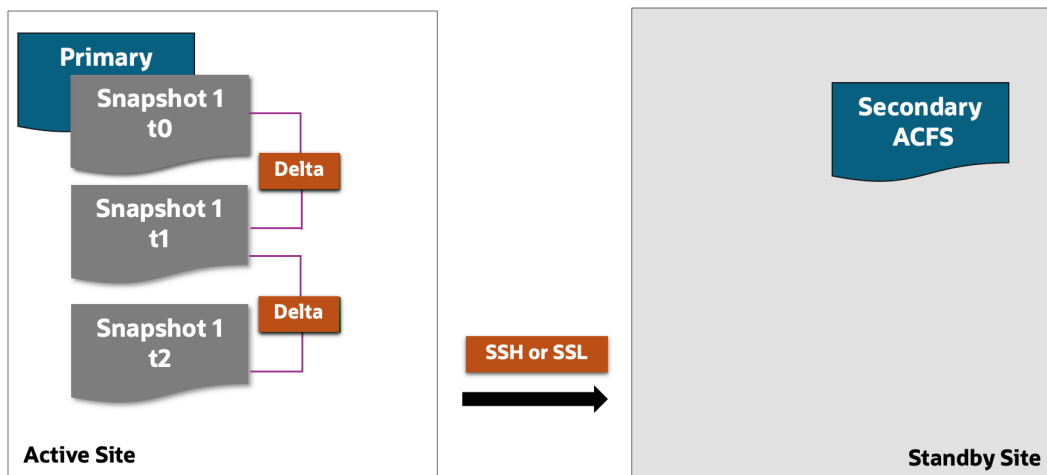 Primary
Snapshot 1
t0
Delta
Snapshot 1
t1
Delta
Snapshot 1
t2
Active Site
SSH or SSL
Secondary
ACFS
Standby Site